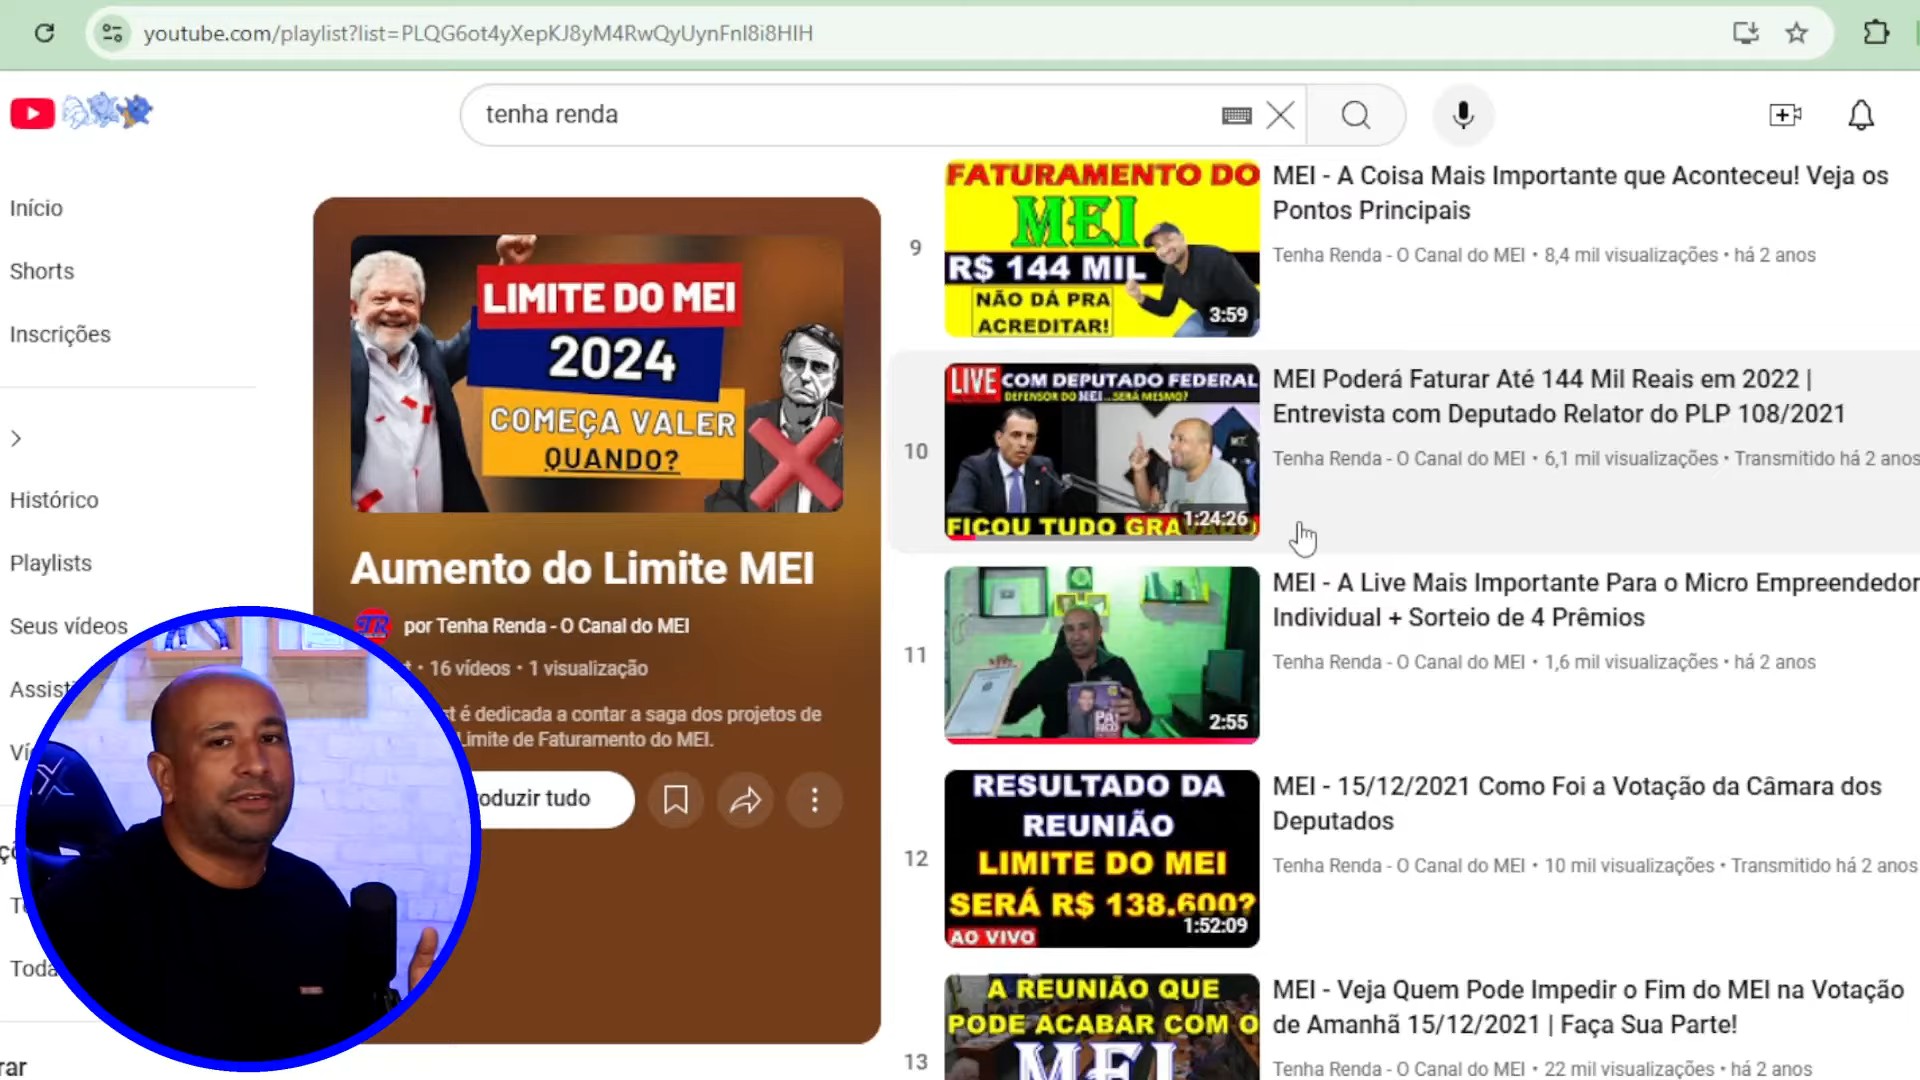 youtube.com/playlist?list=PLQG6ot4yXepKJ8yM4RwQyUynFnI8i8HIH
tenha renda
Início
Shorts
Inscrições
Histórico
Playlists
Seus vídeos
LIMITE DO MEI
2024
COMEÇA VALER
QUANDO?
Aumento do Limite MEI
TR
por Tenha Renda - O Canal do MEI
16 vídeos • 1 visualização
é dedicada a contar a saga dos projetos de
Limite de Faturamento do MEI.
oduzir tudo
9
FATURAMENTO DO
MEI
R$ 144 MIL
NÃO DÁ PRA
ACREDITAR!
3:59
MEI - A Coisa Mais Importante que Aconteceu! Veja os
Pontos Principais
Tenha Renda - O Canal do MEI • 8,4 mil visualizações • há 2 anos
10
LIVE COM DEPUTADO FEDERAL
DEFENSOR DO MEI...SERÁ MESMO?
FICOU TUDO GRAVADO
1:24:26
MEI Poderá Faturar Até 144 Mil Reais em 2022 |
Entrevista com Deputado Relator do PLP 108/2021
Tenha Renda - O Canal do MEI • 6,1 mil visualizações • Transmitido há 2 anos
11
2:55
MEI - A Live Mais Importante Para o Micro Empreendedor
Individual + Sorteio de 4 Prêmios
Tenha Renda - O Canal do MEI • 1,6 mil visualizações • há 2 anos
12
RESULTADO DA
REUNIÃO
LIMITE DO MEI
SERÁ R$ 138.600?
AO VIVO
1:52:09
MEI - 15/12/2021 Como Foi a Votação da Câmara dos
Deputados
Tenha Renda - O Canal do MEI • 10 mil visualizações • Transmitido há 2 anos
13
A REUNIÃO QUE
PODE ACABAR COM O
MEI
MEI - Veja Quem Pode Impedir o Fim do MEI na Votação
de Amanhã 15/12/2021 | Faça Sua Parte!
Tenha Renda - O Canal do MEI • 22 mil visualizações • há 2 anos